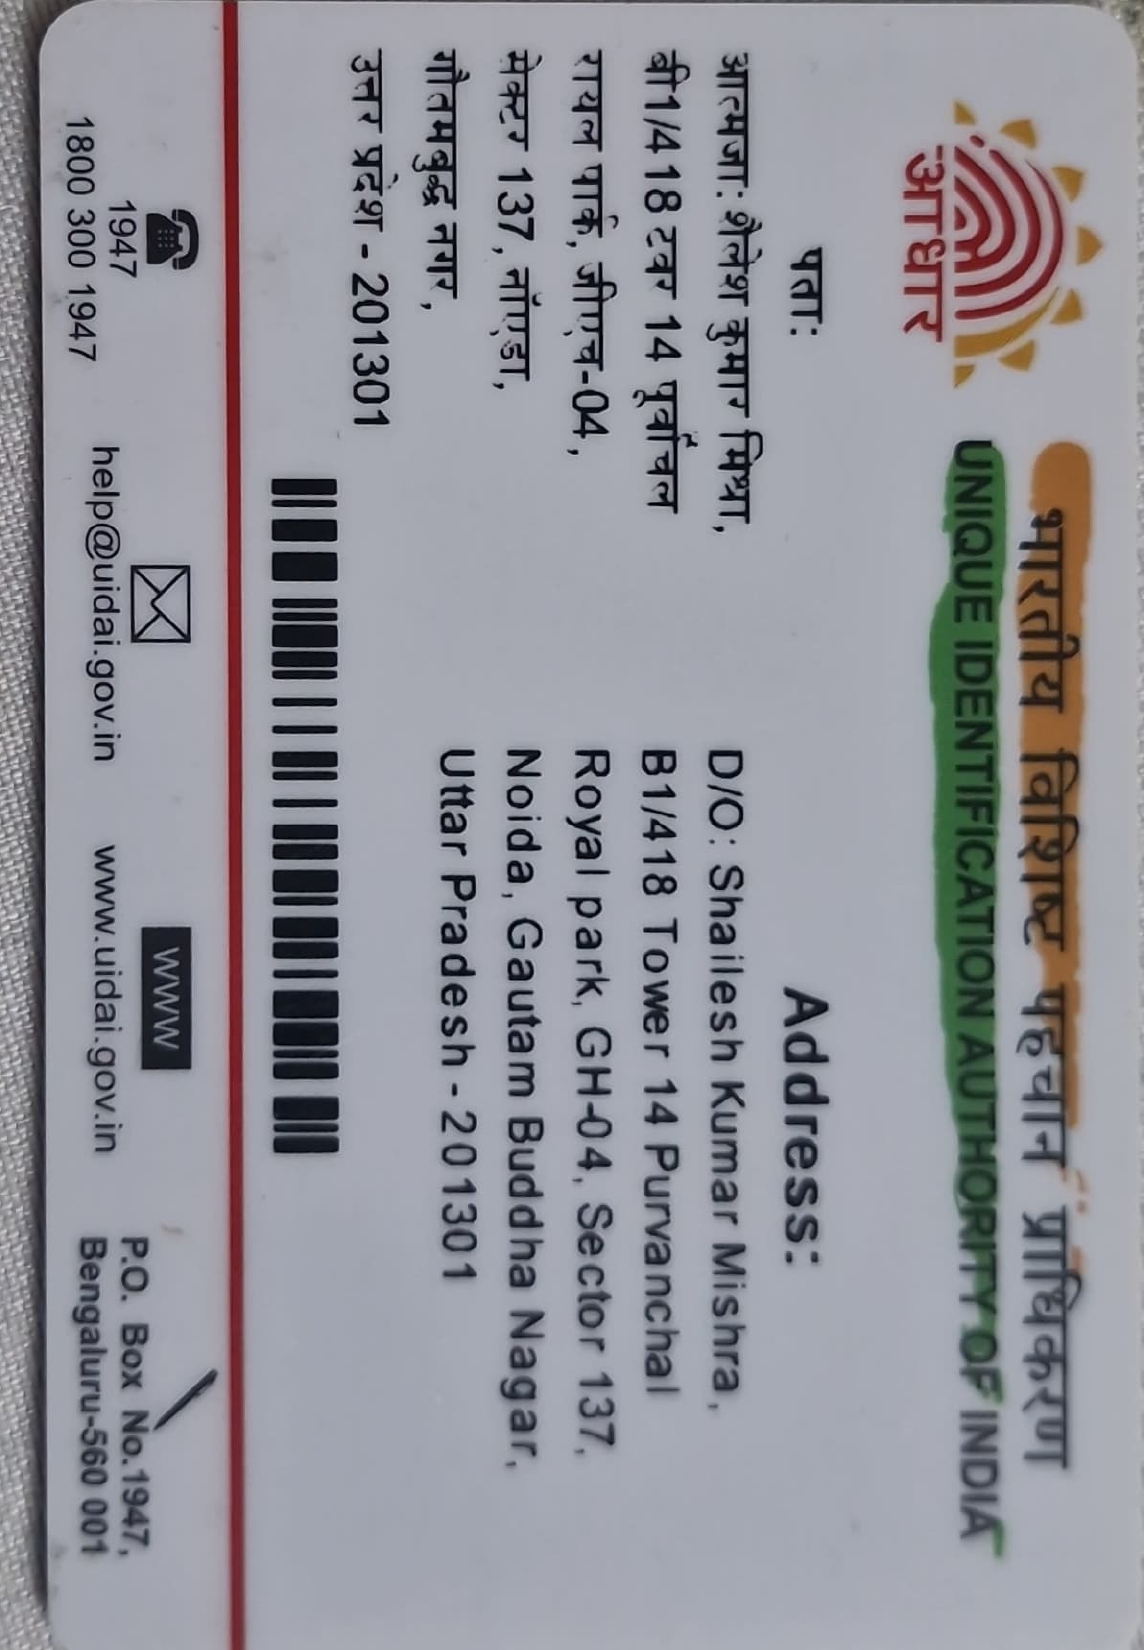 भारतीय विशिष्ट पहचान प्राधिकरण
UNIQUE IDENTIFICATION AUTHORITY OF INDIA
आधार
पता:
आत्मजा: शैलेश कुमार मिश्रा,
बी1/418 टवर 14 पूर्वांचल
रायल पार्क, जीएच-04,
सेक्टर 137, नॉएडा,
गौतमबुद्ध नगर,
उत्तर प्रदेश - 201301
Address:
D/O: Shailesh Kumar Mishra,
B1/418 Tower 14 Purvanchal
Royal park, GH-04, Sector 137,
Noida, Gautam Buddha Nagar,
Uttar Pradesh - 201301
1947
1800 300 1947
help@uidai.gov.in
WWW
www.uidai.gov.in
P.O. Box No.1947,
Bengaluru-560 001